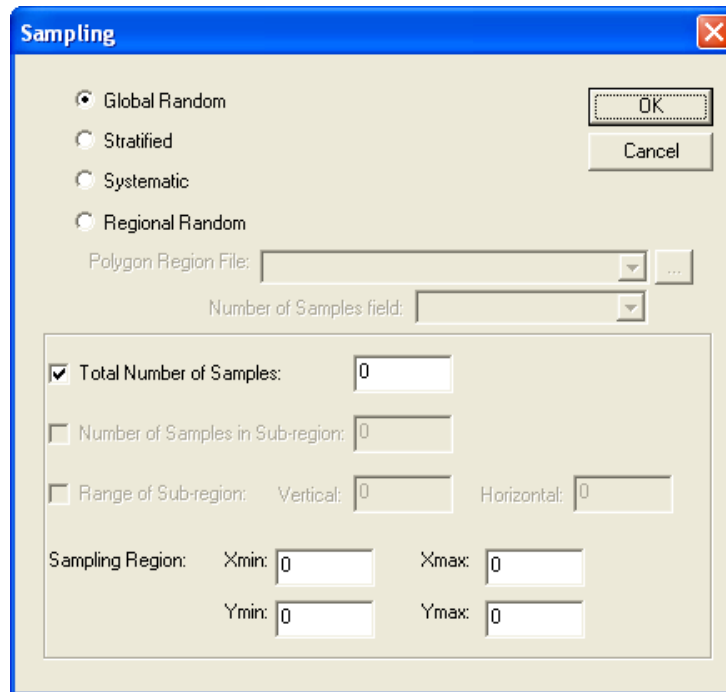 Sampling
Global Random
OK
Stratified
Cancel
Systematic
Regional Random
Polygon Region File:
...
Number of Samples field:
Total Number of Samples: 0
Number of Samples in Sub-region: 0
Range of Sub-region: Vertical: 0 Horizontal: 0
Sampling Region: Xmin: 0 Xmax: 0
Ymin: 0 Ymax: 0